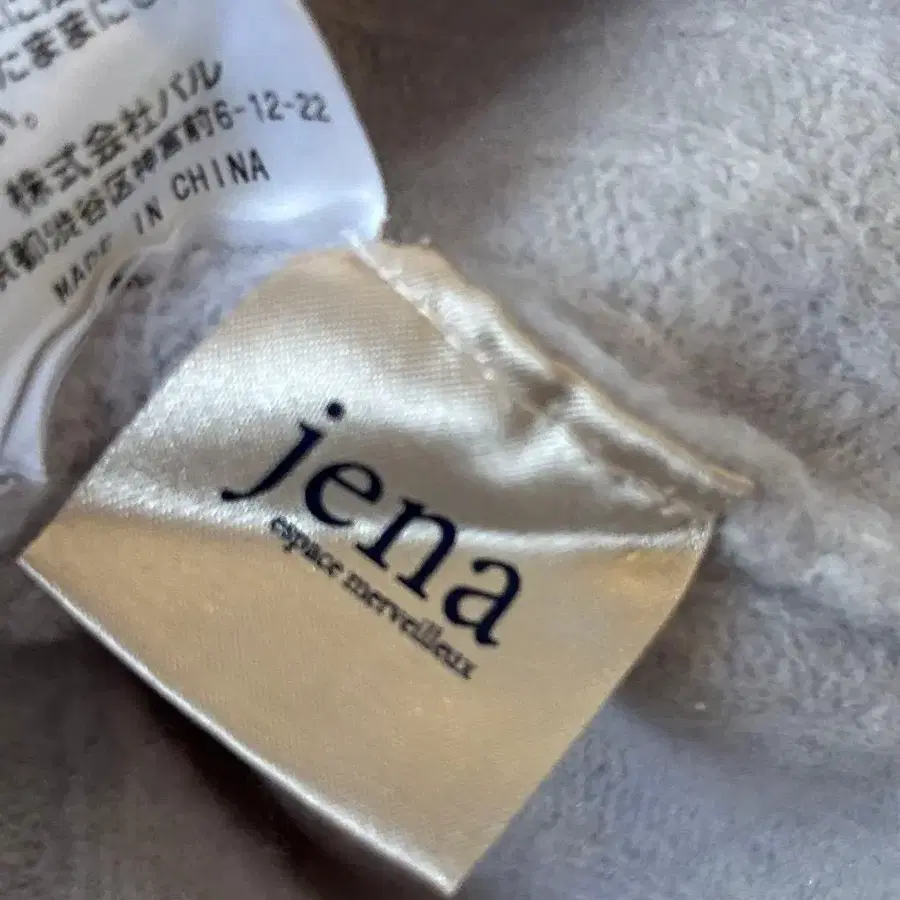 たままにし
い。
株式会社バル
京都渋谷区神宮前6-12-22
MADE IN CHINA
jena
espace merveilleux